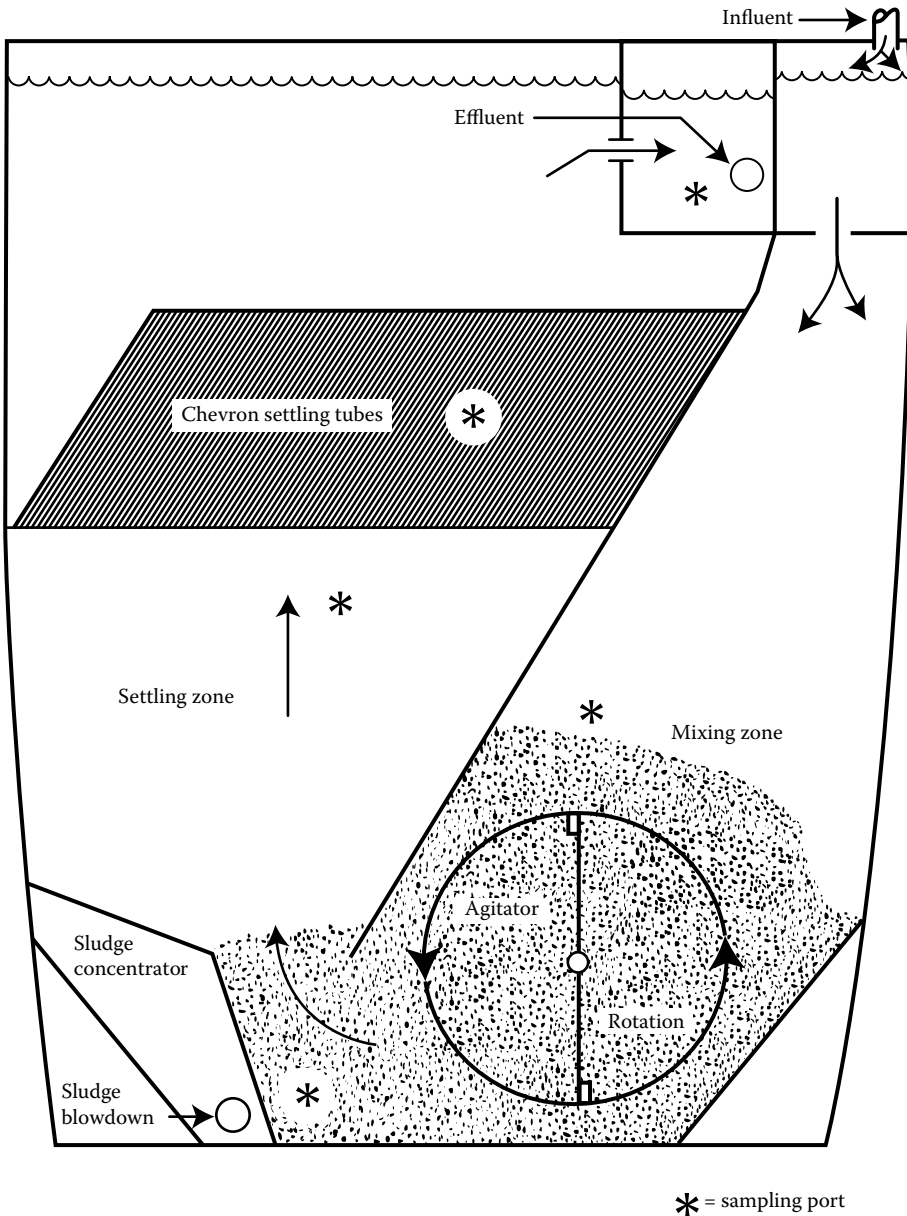 Influent
Effluent
Chevron settling tubes
Settling zone
Mixing zone
Agitator
Sludge
concentrator
Rotation
Sludge
blowdown
* = sampling port